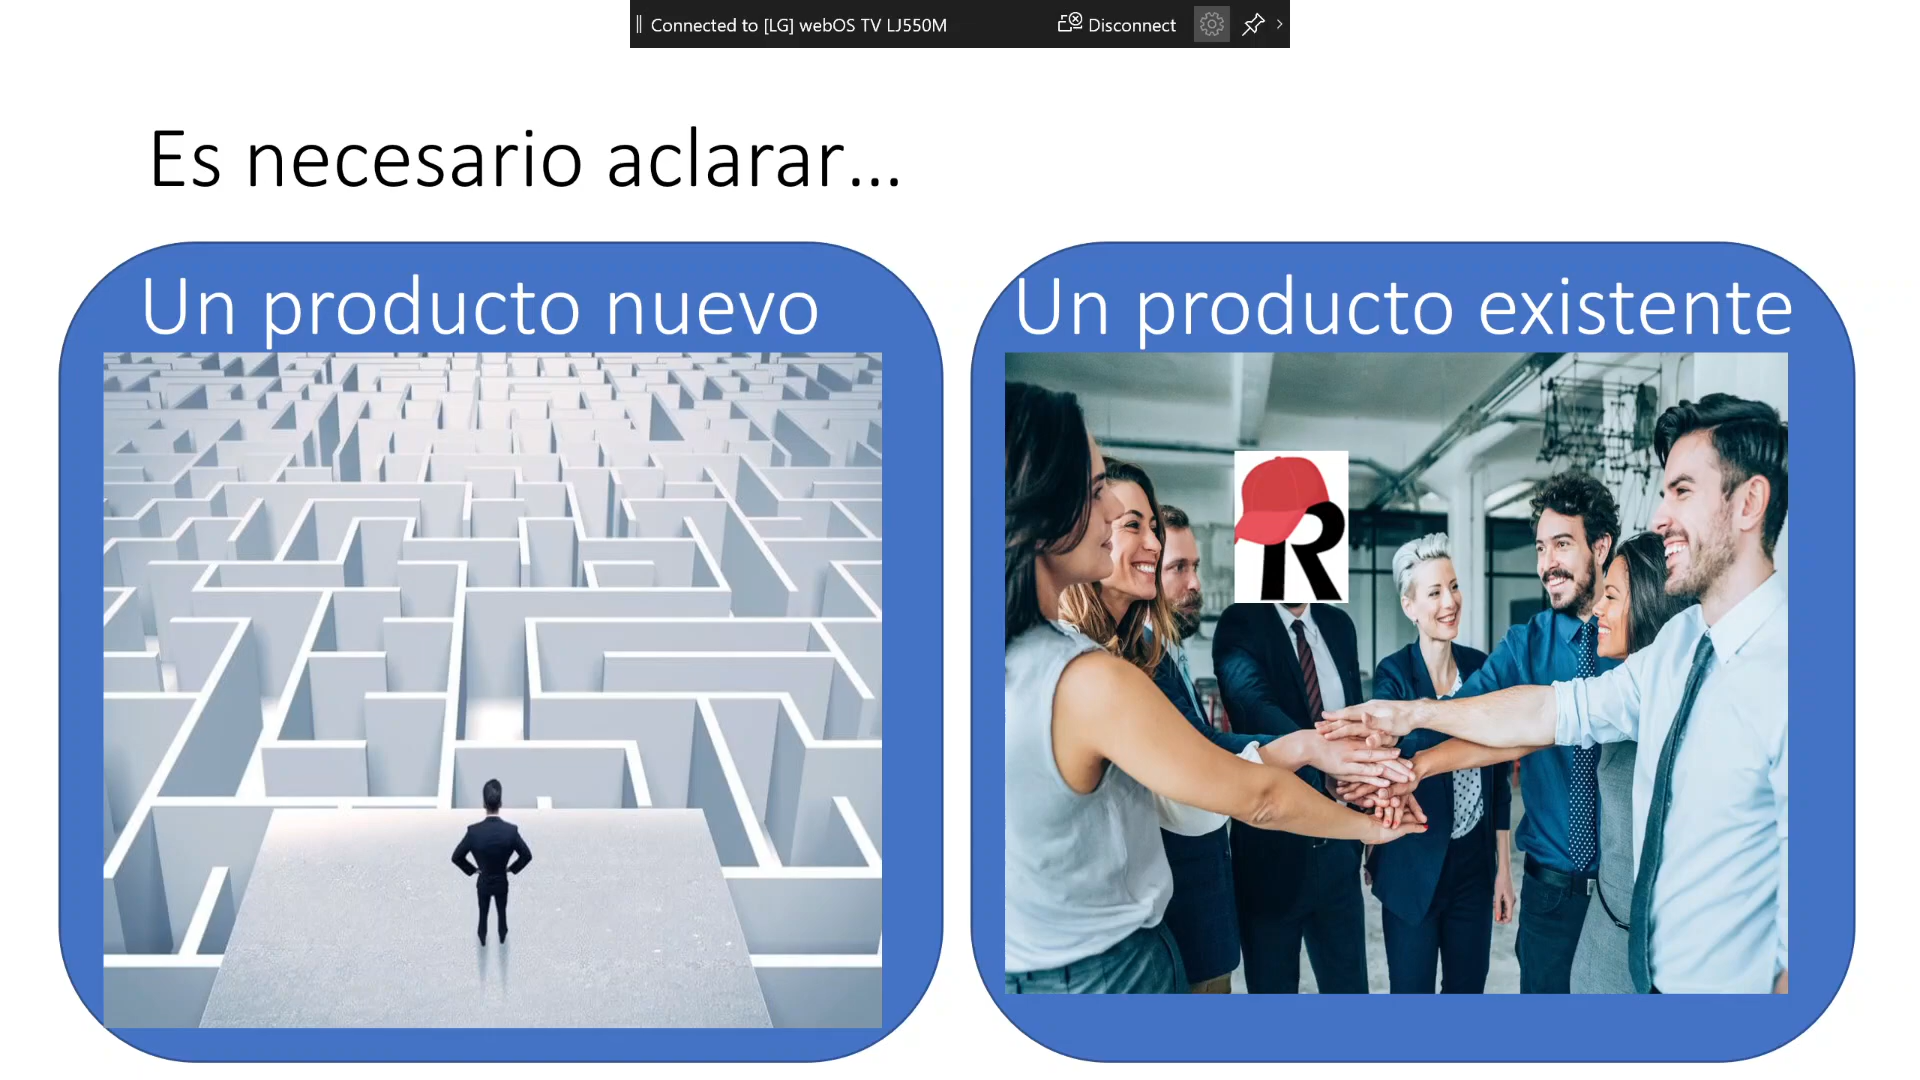 Connected to [LG] webOS TV LJ550M
Disconnect
Es necesario aclarar...
Un producto nuevo
Un producto existente
R